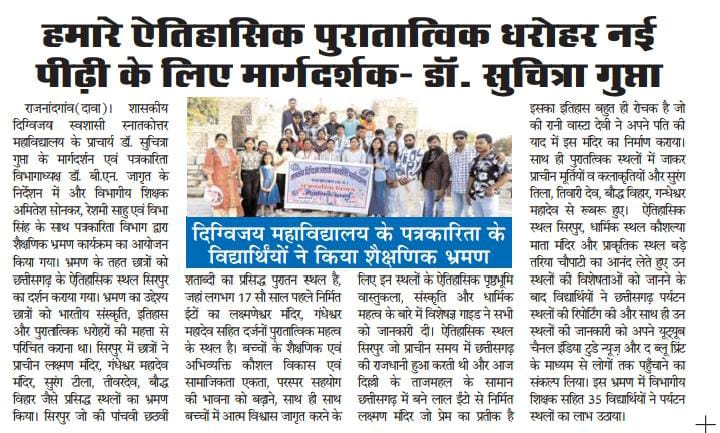 हमारे ऐतिहासिक पुरातात्विक धरोहर नई
पीढ़ी के लिए मार्गदर्शक- डॉ. सुचित्रा गुप्ता
राजनांदगांव(दावा)। शासकीय
दिग्विजय स्वशासी स्नातकोत्तर
महाविद्यालय के प्राचार्य डॉ. सुचित्रा
गुप्ता के मार्गदर्शन एवं पत्रकारिता
विभागाध्यक्ष डॉ. बी.एन. जागृत के
निर्देशन में और विभागीय शिक्षक
अमितेश सोनकर, रेशमी साहु एवं विभा
सिंह के साथ पत्रकारिता विभाग द्वारा
शैक्षणिक भ्रमण कार्यक्रम का आयोजन
किया गया। भ्रमण के तहत छात्रों को
छत्तीसगढ़ के ऐतिहासिक स्थल सिरपुर
का दर्शन कराया गया। भ्रमण का उद्देश्य
छात्रों को भारतीय संस्कृति, इतिहास
और पुरातात्विक धरोहरों की महत्ता से
परिचित कराना था। सिरपुर में छात्रों ने
प्राचीन लक्ष्मण मंदिर, गंधेश्वर महादेव
मंदिर, सुरंग टीला, तीवरदेव, बौद्ध
विहार जैसे प्रसिद्ध स्थलों का भ्रमण
किया। सिरपुर जो की पांचवी छठवीं
दिग्विजय महाविद्यालय के पत्रकारिता के
विद्यार्थियों ने किया शैक्षणिक भ्रमण
शताब्दी का प्रसिद्ध पुरातन स्थल है,
जहां लगभग 17 सौ साल पहले निर्मित
ईटों का लक्ष्मणेश्वर मंदिर, गंधेश्वर
महादेव सहित दर्जनों पुरातात्विक महत्व
के स्थल है। बच्चों के शैक्षणिक एवं
अभिव्यक्ति कौशल विकास एवं
सामाजिकता एकता, परस्पर सहयोग
की भावना को बढ़ाने, साथ ही साथ
बच्चों में आत्म विश्वास जागृत करने के
लिए इन स्थलों के ऐतिहासिक पृष्ठभूमि
वास्तुकला, संस्कृति और धार्मिक
महत्व के बारे में विशेषज्ञ गाइड ने सभी
को जानकारी दी। ऐतिहासिक स्थल
सिरपुर जो प्राचीन समय में छत्तीसगढ़
की राजधानी हुआ करती थी और आज
दिल्ली के ताजमहल के सामान
छत्तीसगढ़ में बने लाल ईंटो से निर्मित
लक्ष्मण मंदिर जो प्रेम का प्रतीक है
इसका इतिहास बहुत ही रोचक है जो
की रानी वास्टा देवी ने अपने पति की
याद में इस मंदिर का निर्माण कराया।
साथ ही पुरातत्विक स्थलों में जाकर
प्राचीन मूर्तियों व कलाकृतियों और सुरंग
तिला, तिवारी देव, बौद्ध विहार, गन्धेश्वर
महादेव से रूबरू हुए। ऐतिहासिक
स्थल सिरपुर, धार्मिक स्थल कौशल्या
माता मंदिर और प्राकृतिक स्थल बड़े
तरिया चौपाटी का आनंद लेते हुए उन
स्थलों की विशेषताओं को जानने के
बाद विद्यार्थियों ने छत्तीसगढ़ पर्यटन
स्थलों की रिपोर्टिंग की और साथ ही उन
स्थलों की जानकारी को अपने यूट्यूब
चैनल इंडिया टुडे न्यूज़ और द ब्लू प्रिंट
के माध्यम से लोगों तक पहुँचाने का
संकल्प लिया। इस भ्रमण में विभागीय
शिक्षक सहित 35 विद्यार्थियों ने पर्यटन
स्थलों का लाभ उठाया।